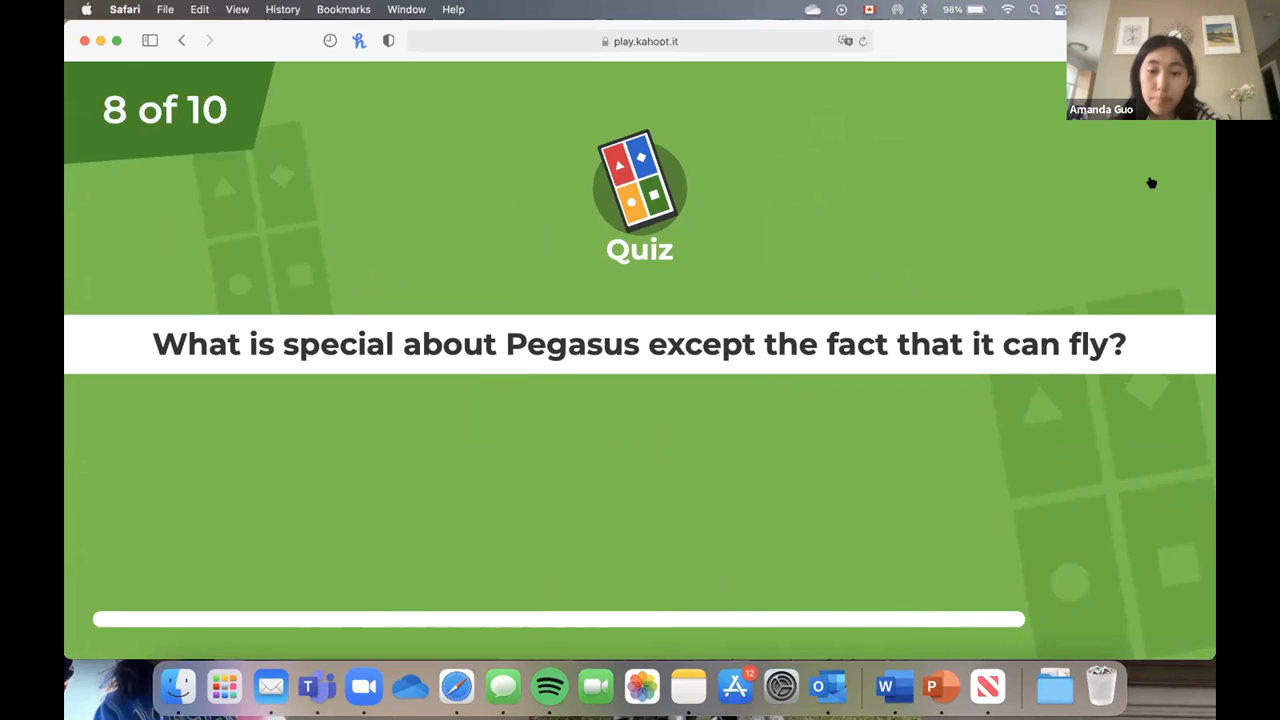 Safari File Edit View History Bookmarks Window Help 98%
play.kahoot.it
Amanda Guo
8 of 10
Quiz
What is special about Pegasus except the fact that it can fly?
12